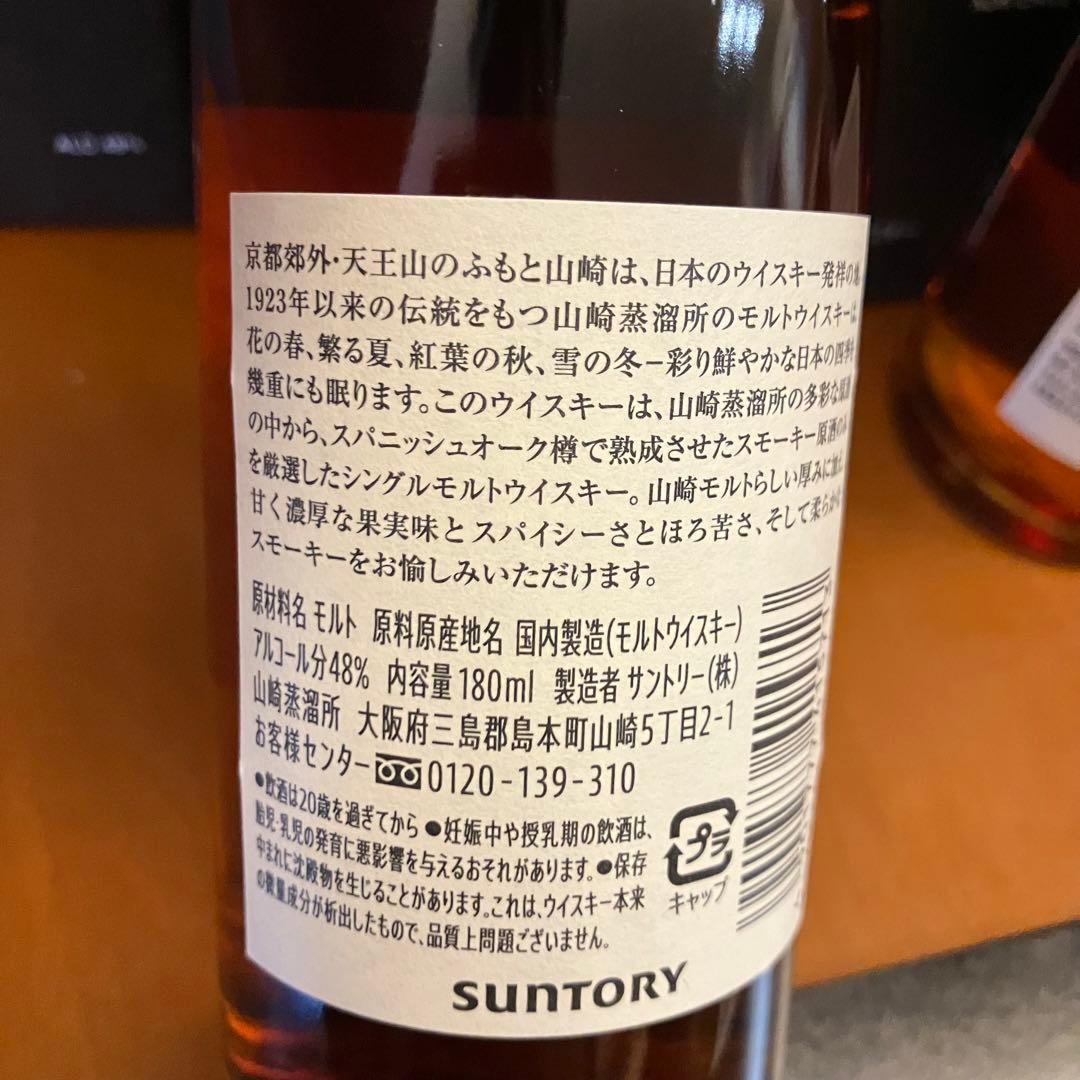 京都郊外・天王山のふもと山崎は、日本のウイスキー発祥の地
1923年以来の伝統をもつ山崎蒸溜所のモルトウイスキーは、
花の春、繁る夏、紅葉の秋、雪の冬−彩り鮮やかな日本の四季を
幾重にも眠ります。このウイスキーは、山崎蒸溜所の多彩な原酒
の中から、スパニッシュオーク樽で熟成させたスモーキー原酒のみ
を厳選したシングルモルトウイスキー。山崎モルトらしい厚みに加え、
甘く濃厚な果実味とスパイシーさとほろ苦さ、そして柔らかな
スモーキーをお愉しみいただけます。
原材料名 モルト 原料原産地名 国内製造(モルトウイスキー)
アルコール分48% 内容量180ml 製造者 サントリー(株)
山崎蒸溜所 大阪府三島郡島本町山崎5丁目2-1
お客様センター 0120-139-310
●飲酒は20歳を過ぎてから ●妊娠中や授乳期の飲酒は、
胎児・乳児の発育に悪影響を与えるおそれがあります。●保存
中まれに沈殿物を生じることがあります。これは、ウイスキー本来
の微量成分が析出したもので、品質上問題ございません。
プラ
キャップ
SUNTORY